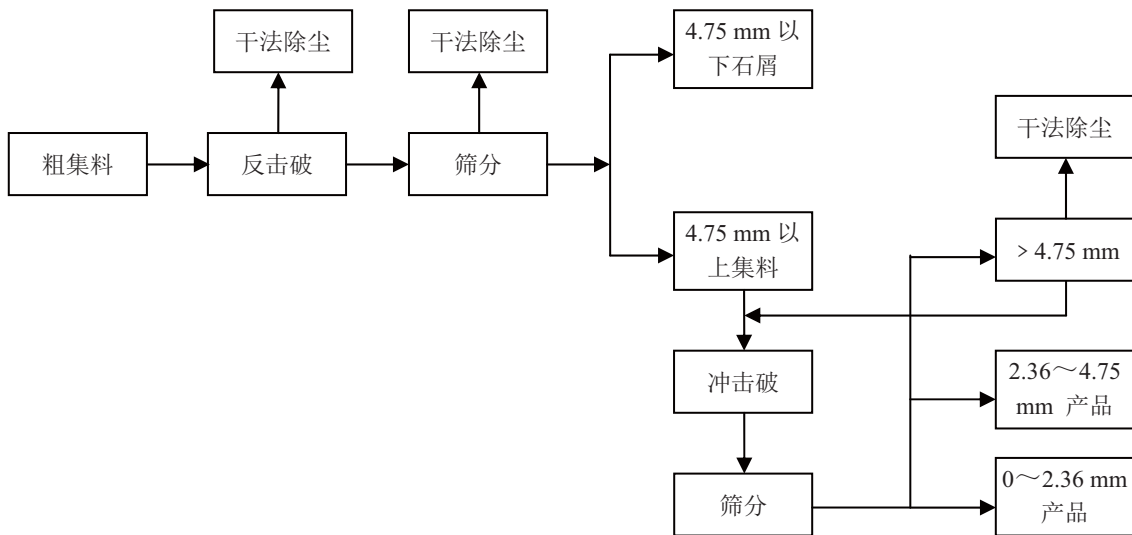 干法除尘
干法除尘
4.75 mm 以
下石屑
干法除尘
粗集料
反击破
筛分
4.75 mm 以
上集料
> 4.75 mm
冲击破
2.36～4.75
mm 产品
筛分
0～2.36 mm
产品